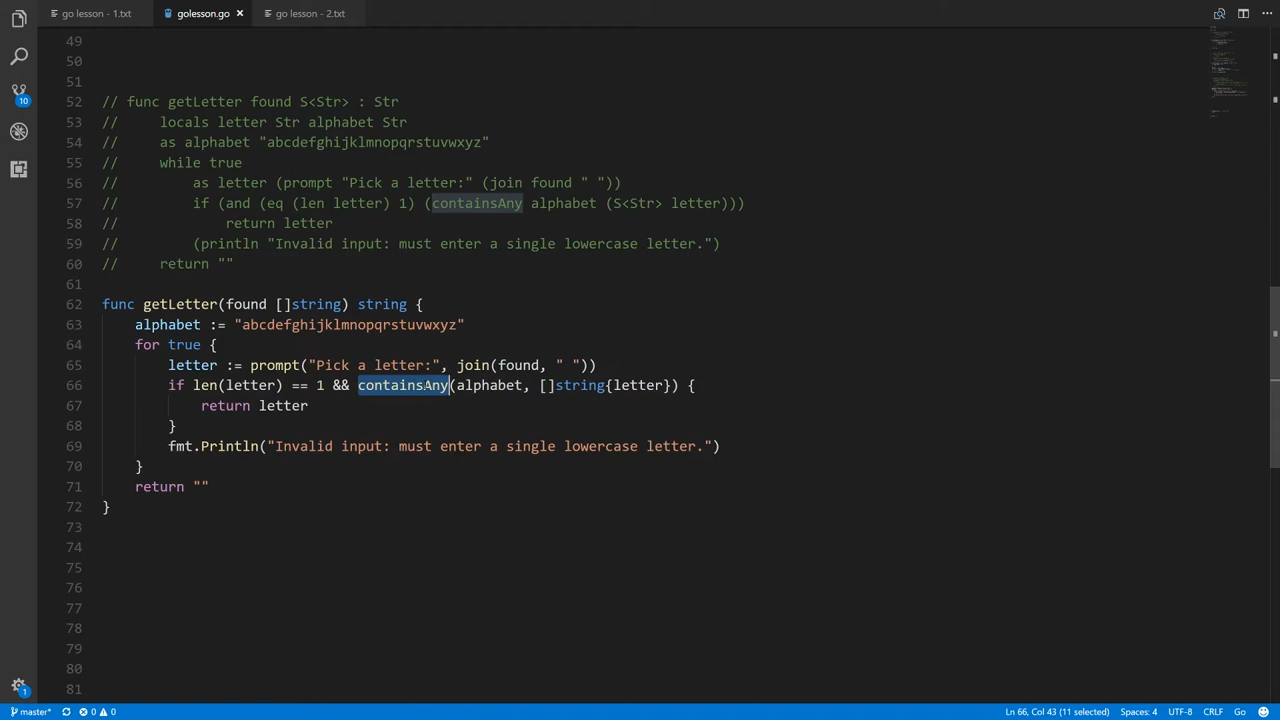 go lesson - 1.txt
golesson.go ×
go lesson - 2.txt
49
50
51
52 // func getLetter found S<Str> : Str
53 //     locals letter Str alphabet Str
54 //     as alphabet "abcdefghijklmnopqrstuvwxyz"
55 //     while true
56 //         as letter (prompt "Pick a letter:" (join found " "))
57 //         if (and (eq (len letter) 1) (containsAny alphabet (S<Str> letter)))
58 //             return letter
59 //         (println "Invalid input: must enter a single lowercase letter.")
60 //     return ""
61
62 func getLetter(found []string) string {
63     alphabet := "abcdefghijklmnopqrstuvwxyz"
64     for true {
65         letter := prompt("Pick a letter:", join(found, " "))
66         if len(letter) == 1 && containsAny(alphabet, []string{letter}) {
67             return letter
68         }
69         fmt.Println("Invalid input: must enter a single lowercase letter.")
70     }
71     return ""
72 }
73
74
75
76
77
78
79
80
81
10
1
master* 0 0 Ln 66, Col 43 (11 selected) Spaces: 4 UTF-8 CRLF Go